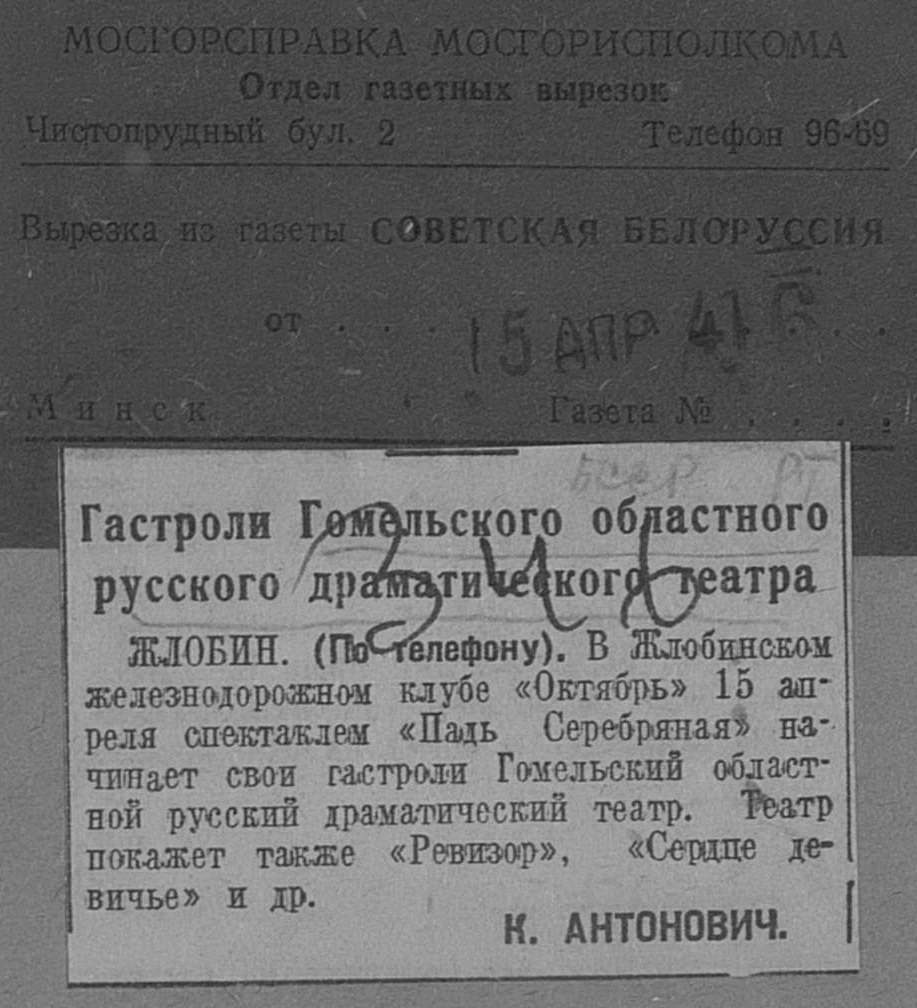 МОСГОРСПРАВКА МОСГОРИСПОЛКОМА
Отдел газетных вырезок
Чистопрудный бул. 2 Телефон 96-69
Вырезка из газеты СОВЕТСКАЯ БЕЛОРУССИЯ
от . . . 15 АПР 41 . . .
Минск Газета № . . . .
БССР РТ
Гастроли Гомельского областного
русского драматического театра
ЖЛОБИН. (По телефону). В Жлобинском
железнодорожном клубе «Октябрь» 15 ап-
реля спектаклем «Падь Серебряная» на-
чинает свои гастроли Гомельский област-
ной русский драматический театр. Театр
покажет также «Ревизор», «Сердце де-
вичье» и др.
К. АНТОНОВИЧ.